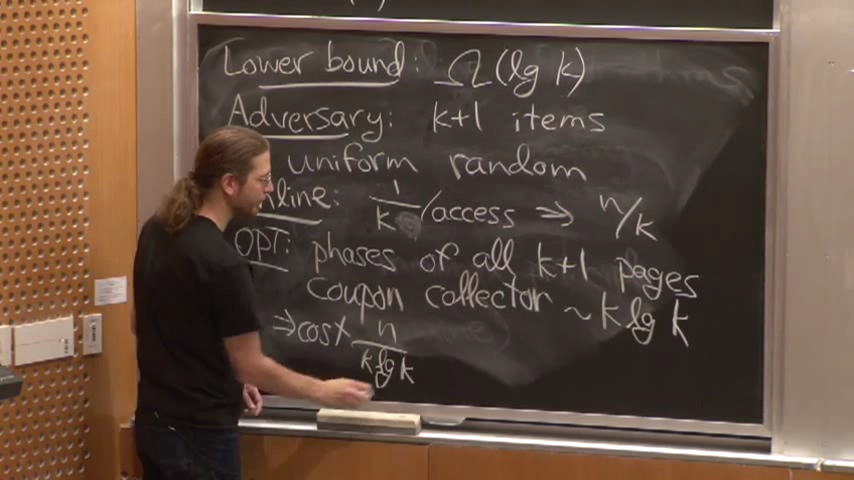 Lower bound: Ω(lg k)
Adversary: k+1 items
uniform random
nline: 1/k /access ⇒ n/k
OPT: phases of all k+1 pages
coupon collector ~ k lg k
⇒ cost n/(k lg k)